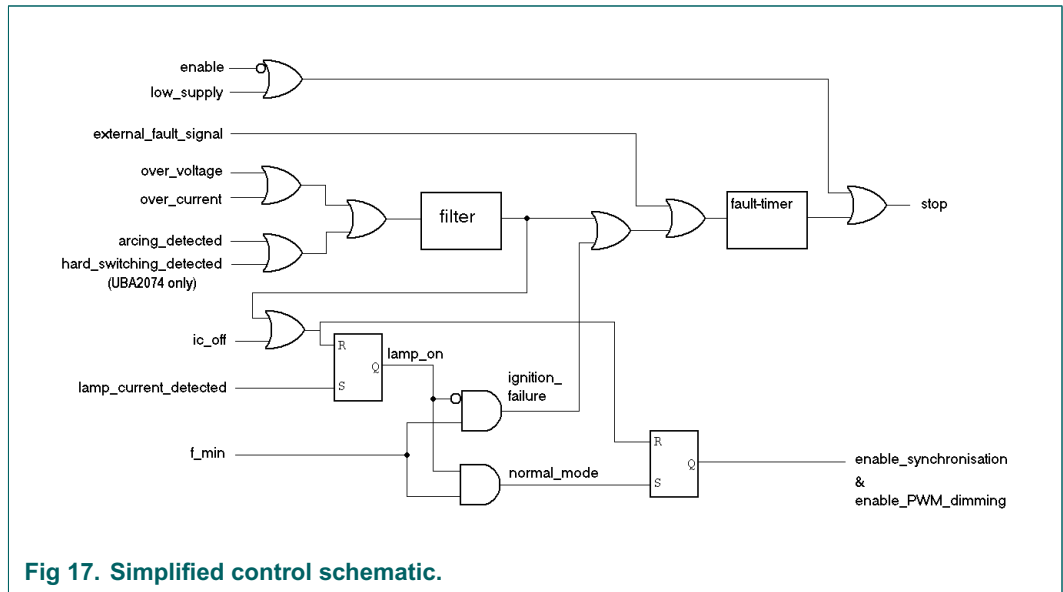 enable
low_supply
external_fault_signal
over_voltage
over_current
filter
fault-timer
stop
arcing_detected
hard_switching_detected
(UBA2074 only)
ic_off
R
Q
S
lamp_on
lamp_current_detected
ignition_
failure
f_min
normal_mode
R
Q
S
enable_synchronisation
&
enable_PWM_dimming
Fig 17. Simplified control schematic.